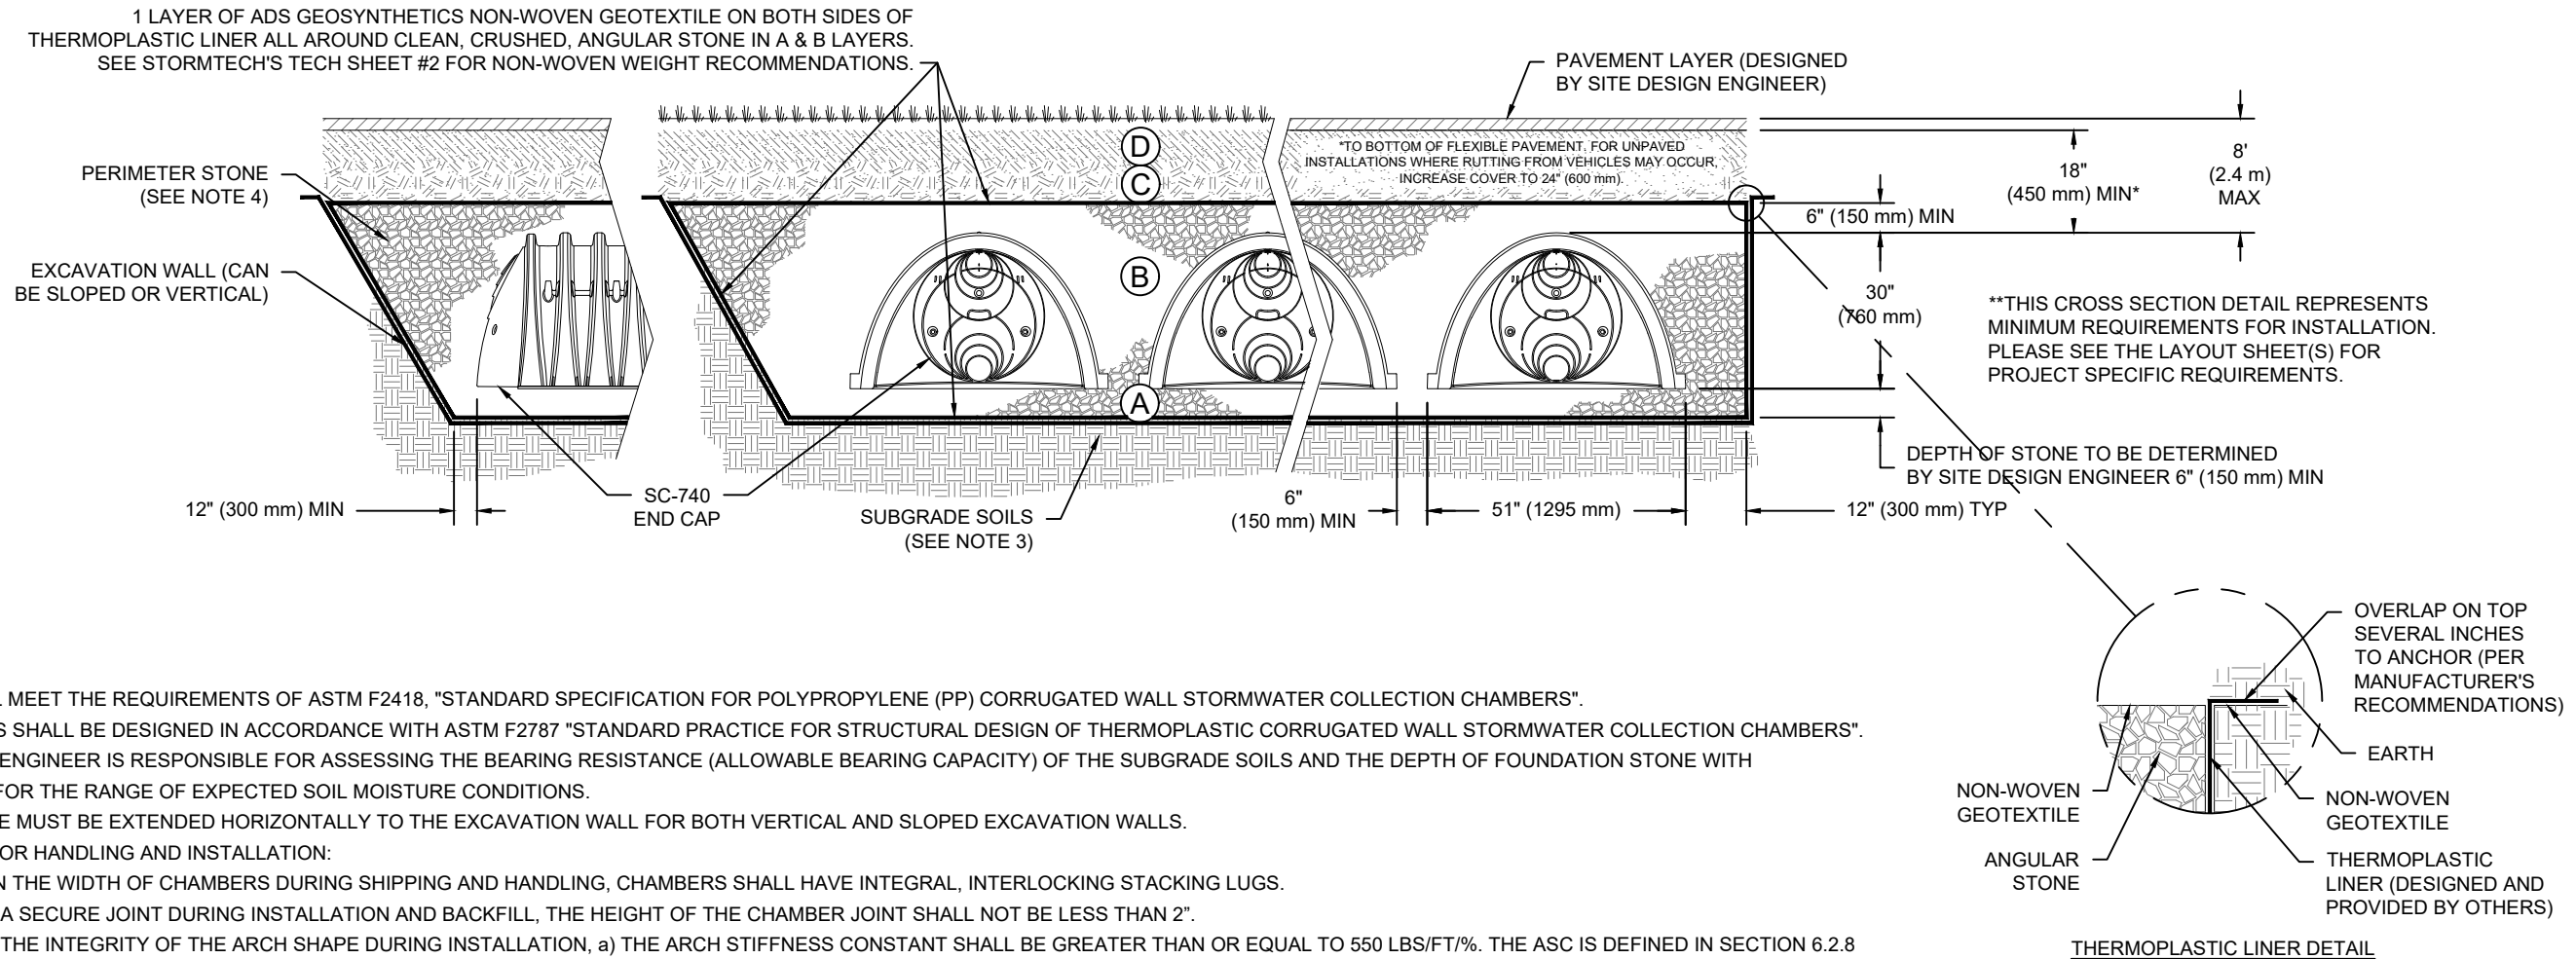 1 LAYER OF ADS GEOSYNTHETICS NON-WOVEN GEOTEXTILE ON BOTH SIDES OF
THERMOPLASTIC LINER ALL AROUND CLEAN, CRUSHED, ANGULAR STONE IN A & B LAYERS.
SEE STORMTECH'S TECH SHEET #2 FOR NON-WOVEN WEIGHT RECOMMENDATIONS.
PAVEMENT LAYER (DESIGNED
BY SITE DESIGN ENGINEER)
PERIMETER STONE
(SEE NOTE 4)
EXCAVATION WALL (CAN
BE SLOPED OR VERTICAL)
D
C
B
A
*TO BOTTOM OF FLEXIBLE PAVEMENT. FOR UNPAVED
INSTALLATIONS WHERE RUTTING FROM VEHICLES MAY OCCUR,
INCREASE COVER TO 24" (600 mm).
6" (150 mm) MIN
18"
(450 mm) MIN*
8'
(2.4 m)
MAX
30"
(760 mm)
**THIS CROSS SECTION DETAIL REPRESENTS
MINIMUM REQUIREMENTS FOR INSTALLATION.
PLEASE SEE THE LAYOUT SHEET(S) FOR
PROJECT SPECIFIC REQUIREMENTS.
DEPTH OF STONE TO BE DETERMINED
BY SITE DESIGN ENGINEER 6" (150 mm) MIN
12" (300 mm) MIN
SC-740
END CAP
SUBGRADE SOILS
(SEE NOTE 3)
6"
(150 mm) MIN
51" (1295 mm)
12" (300 mm) TYP
OVERLAP ON TOP
SEVERAL INCHES
TO ANCHOR (PER
MANUFACTURER'S
RECOMMENDATIONS)
EARTH
NON-WOVEN
GEOTEXTILE
NON-WOVEN
GEOTEXTILE
ANGULAR
STONE
THERMOPLASTIC
LINER (DESIGNED AND
PROVIDED BY OTHERS)
THERMOPLASTIC LINER DETAIL
MEET THE REQUIREMENTS OF ASTM F2418, "STANDARD SPECIFICATION FOR POLYPROPYLENE (PP) CORRUGATED WALL STORMWATER COLLECTION CHAMBERS".
S SHALL BE DESIGNED IN ACCORDANCE WITH ASTM F2787 "STANDARD PRACTICE FOR STRUCTURAL DESIGN OF THERMOPLASTIC CORRUGATED WALL STORMWATER COLLECTION CHAMBERS".
ENGINEER IS RESPONSIBLE FOR ASSESSING THE BEARING RESISTANCE (ALLOWABLE BEARING CAPACITY) OF THE SUBGRADE SOILS AND THE DEPTH OF FOUNDATION STONE WITH
FOR THE RANGE OF EXPECTED SOIL MOISTURE CONDITIONS.
E MUST BE EXTENDED HORIZONTALLY TO THE EXCAVATION WALL FOR BOTH VERTICAL AND SLOPED EXCAVATION WALLS.
OR HANDLING AND INSTALLATION:
N THE WIDTH OF CHAMBERS DURING SHIPPING AND HANDLING, CHAMBERS SHALL HAVE INTEGRAL, INTERLOCKING STACKING LUGS.
A SECURE JOINT DURING INSTALLATION AND BACKFILL, THE HEIGHT OF THE CHAMBER JOINT SHALL NOT BE LESS THAN 2”.
THE INTEGRITY OF THE ARCH SHAPE DURING INSTALLATION, a) THE ARCH STIFFNESS CONSTANT SHALL BE GREATER THAN OR EQUAL TO 550 LBS/FT/%. THE ASC IS DEFINED IN SECTION 6.2.8